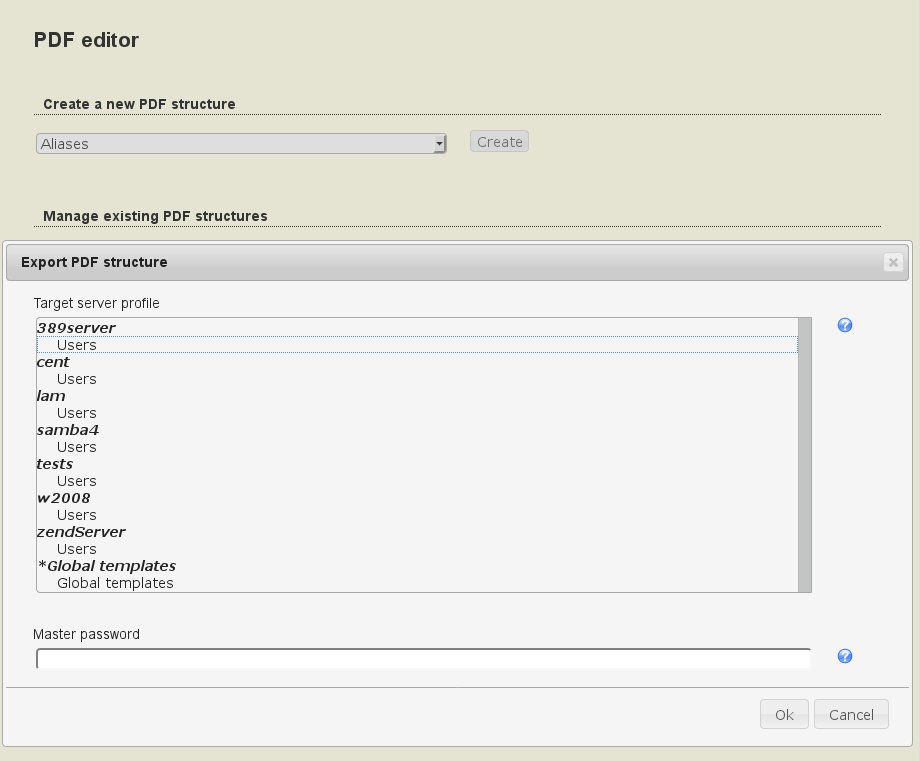 PDF editor
Create a new PDF structure
Aliases
Create
Manage existing PDF structures
Export PDF structure
Target server profile
389server
Users
cent
Users
lam
Users
samba4
Users
tests
Users
w2008
Users
zendServer
Users
*Global templates
Global templates
Master password
Ok
Cancel